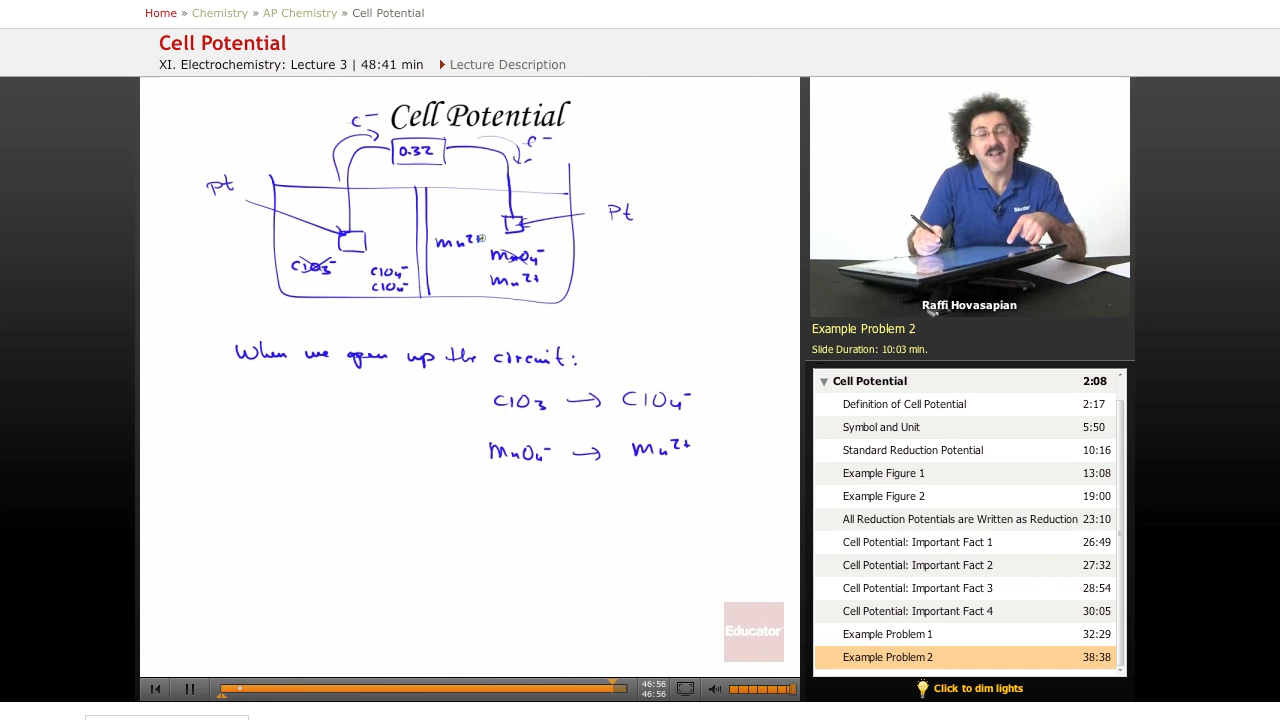 Home » Chemistry » AP Chemistry » Cell Potential
Cell Potential
XI. Electrochemistry: Lecture 3 | 48:41 min Lecture Description
Cell Potential
e⁻
e⁻
0.32
Pt
Pt
Mn²⁺
ClO₃⁻
ClO₄⁻
ClO₄⁻
MnO₄⁻
Mn²⁺
When we open up the circuit:
ClO₃ → ClO₄⁻
MnO₄⁻ → Mn²⁺
Educator
46:56
46:56
Raffi Hovasapian
Example Problem 2
Slide Duration: 10:03 min.
Cell Potential 2:08
Definition of Cell Potential 2:17
Symbol and Unit 5:50
Standard Reduction Potential 10:16
Example Figure 1 13:08
Example Figure 2 19:00
All Reduction Potentials are Written as Reduction 23:10
Cell Potential: Important Fact 1 26:49
Cell Potential: Important Fact 2 27:32
Cell Potential: Important Fact 3 28:54
Cell Potential: Important Fact 4 30:05
Example Problem 1 32:29
Example Problem 2 38:38
Click to dim lights